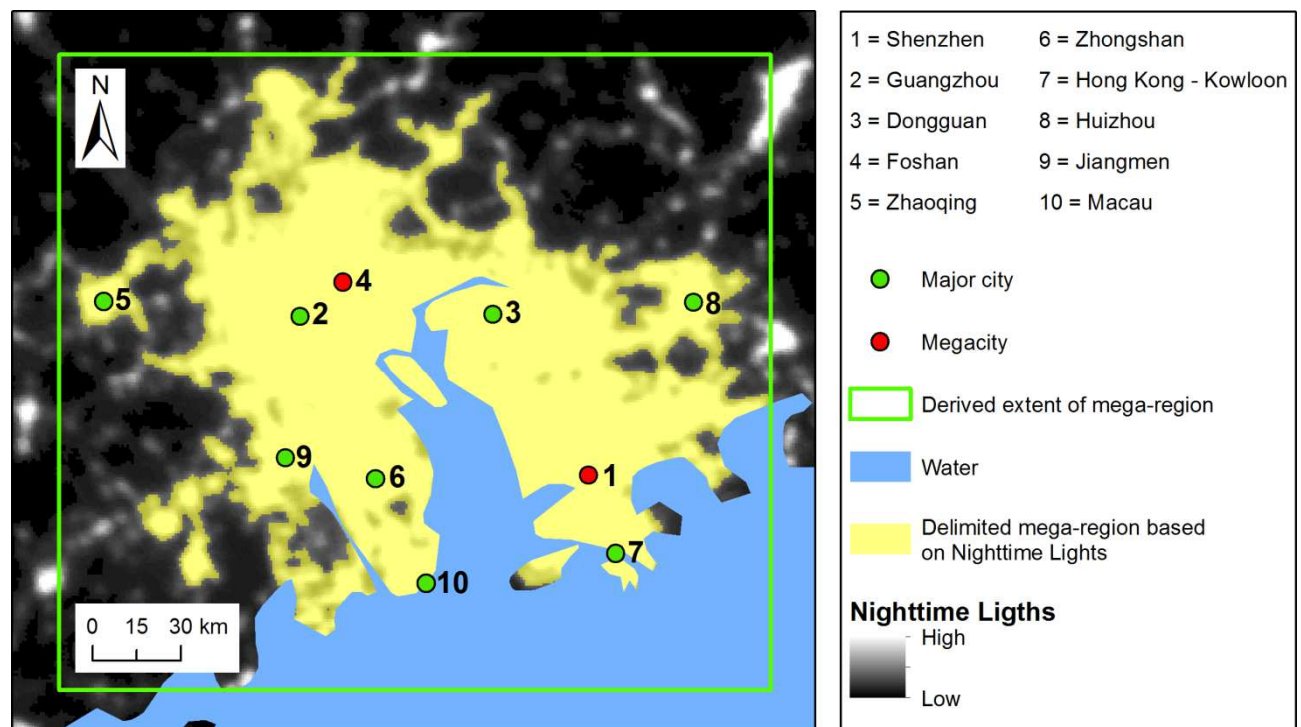 N
4
5
2
3
8
9
6
1
7
10
0 15 30 km
1 = Shenzhen 6 = Zhongshan
2 = Guangzhou 7 = Hong Kong - Kowloon
3 = Dongguan 8 = Huizhou
4 = Foshan 9 = Jiangmen
5 = Zhaoqing 10 = Macau
Major city
Megacity
Derived extent of mega-region
Water
Delimited mega-region based
on Nighttime Lights
Nighttime Ligths
High
Low